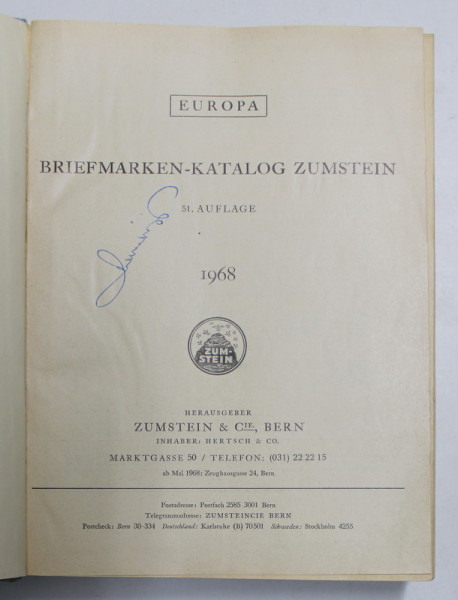 EUROPA
BRIEFMARKEN-KATALOG ZUMSTEIN
51. AUFLAGE
1968
ZUM-
STEIN
HERAUSGEBER
ZUMSTEIN & CIE., BERN
INHABER: HERTSCH & CO.
MARKTGASSE 50 / TELEFON: (031) 22 22 15
ab Mai 1968: Zeughausgasse 24, Bern
Postadresse: Postfach 2585 3001 Bern
Telegrammadresse: ZUMSTEINCIE BERN
Postcheck: Bern 30-334 Deutschland: Karlsruhe (B) 70301 Schweden: Stockholm 4255